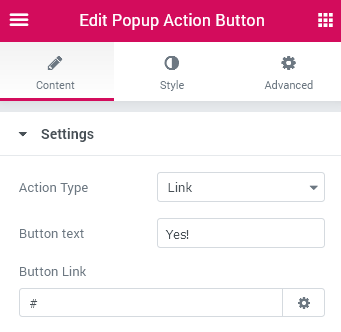 Edit Popup Action Button
Content Style Advanced
Settings
Action Type Link
Button text Yes!
Button Link
#